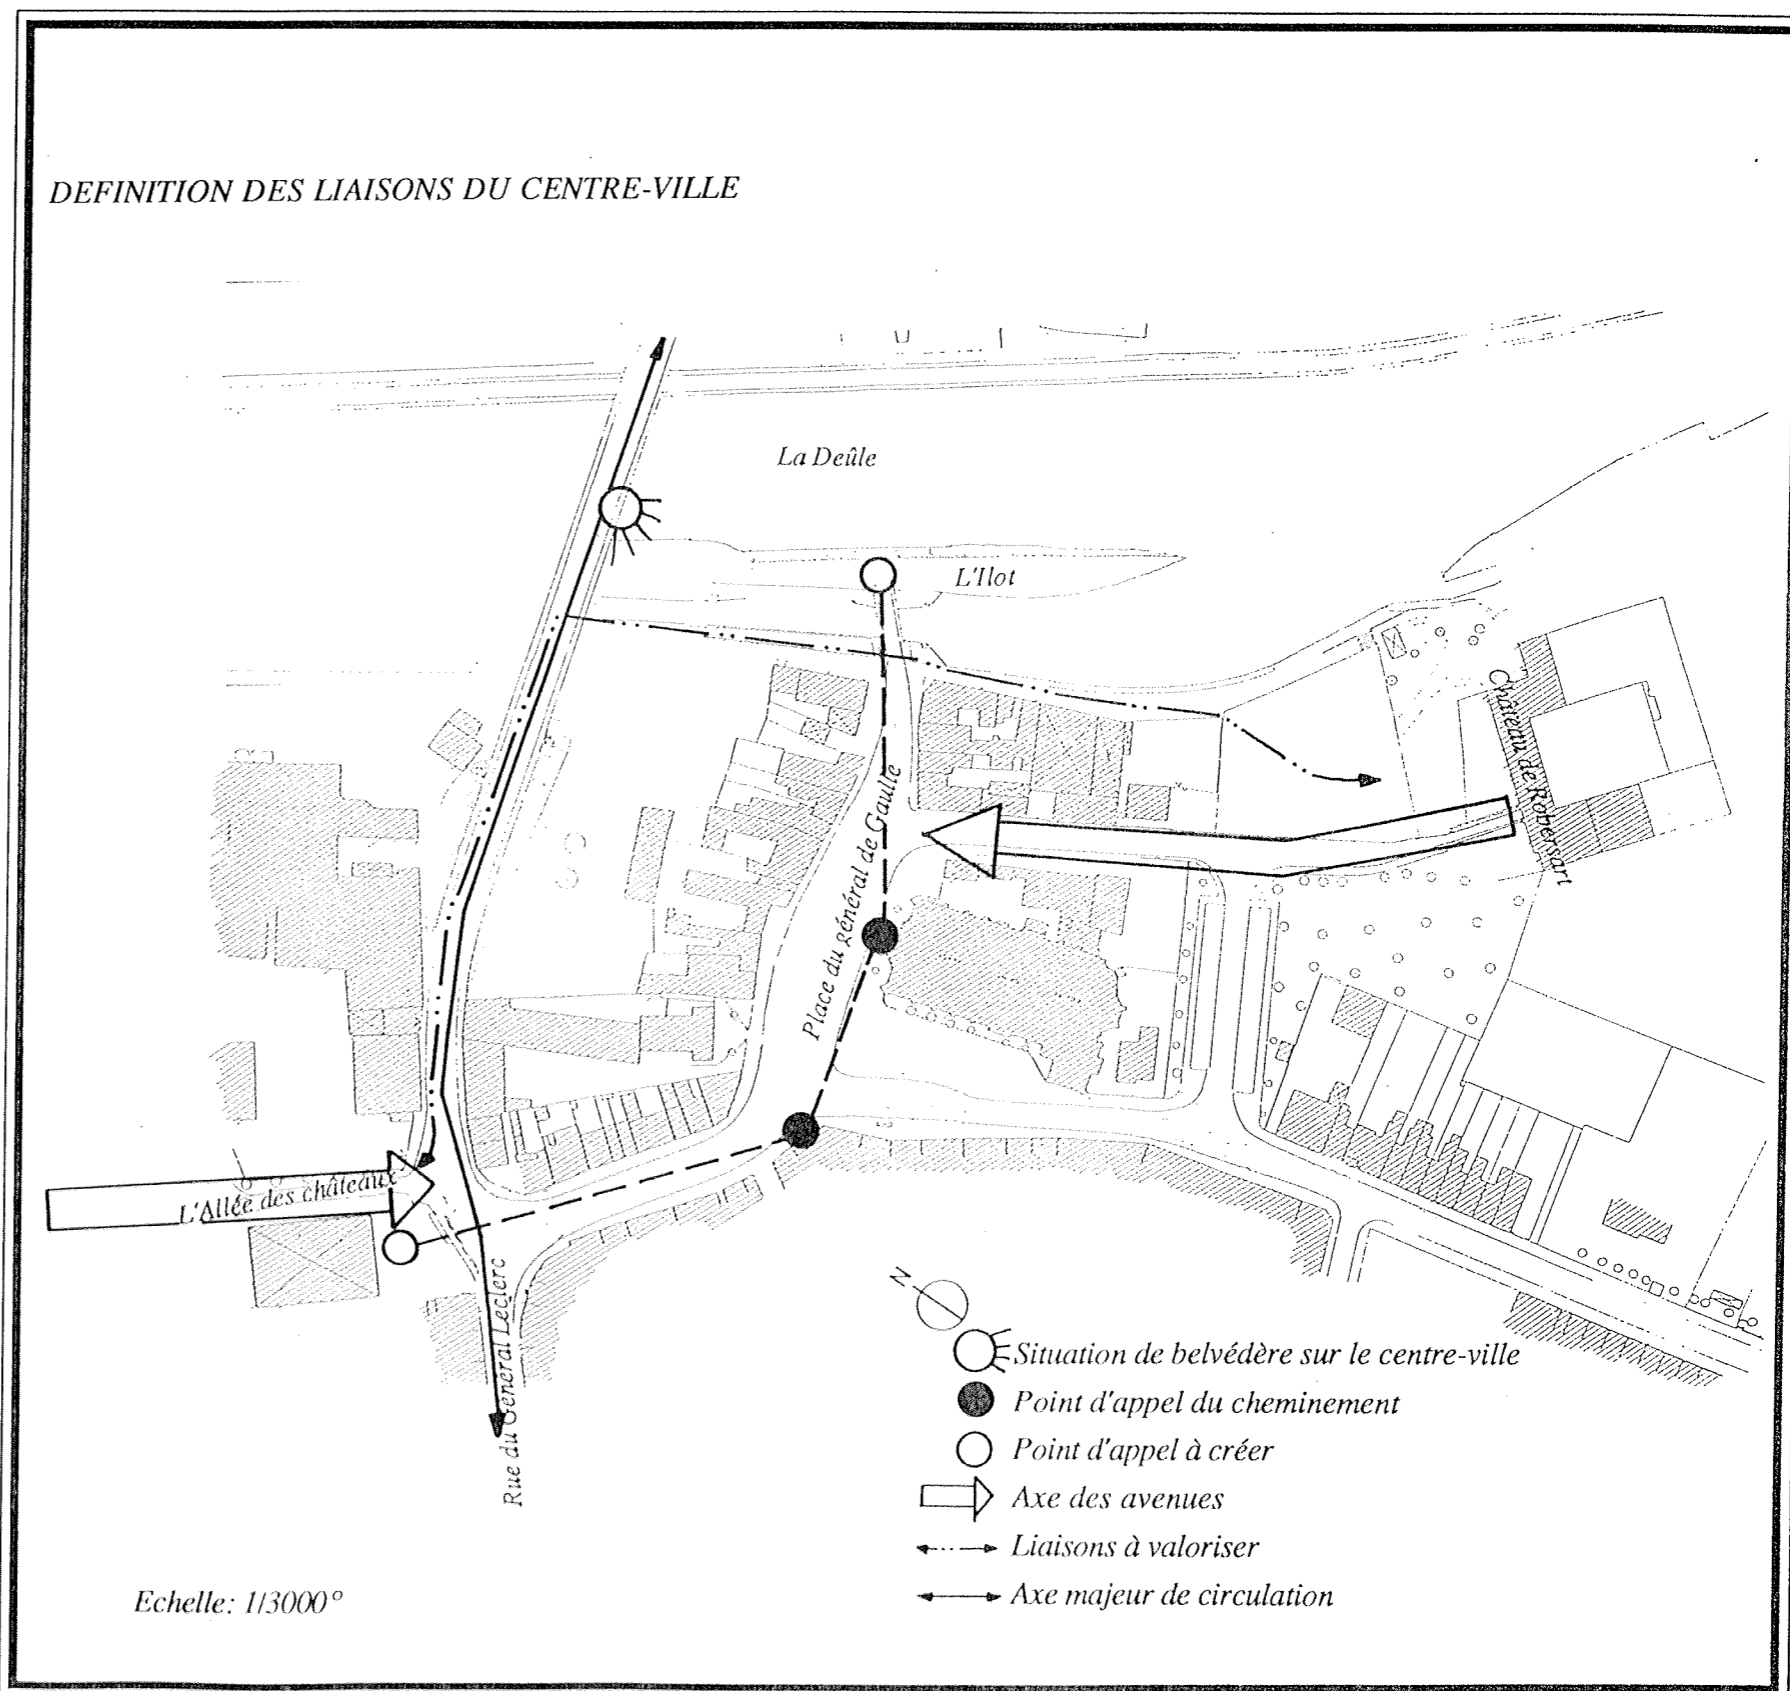 DEFINITION DES LIAISONS DU CENTRE-VILLE
La Deûle
L'Ilot
Château de Robersart
Place du général de Gaulle
L'Allée des châteaux
Rue du Général Leclerc
N
Situation de belvédère sur le centre-ville
Point d'appel du cheminement
Point d'appel à créer
Axe des avenues
Liaisons à valoriser
Axe majeur de circulation
Echelle: 1/3000°